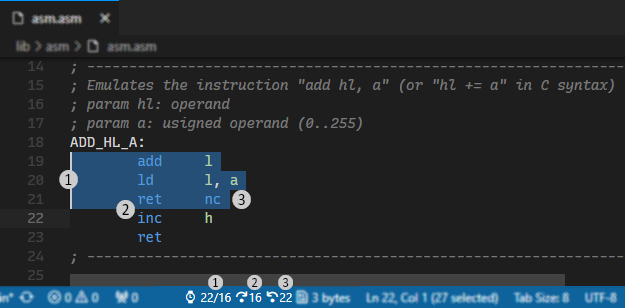 asm.asm ×
lib > asm > asm.asm
14 ; ------------------------------------------------------------------
15 ; Emulates the instruction "add hl, a" (or "hl += a" in C syntax)
16 ; param hl: operand
17 ; param a: usigned operand (0..255)
18 ADD_HL_A:
19 add l
20 ld l, a
1
21 ret nc
3
2
22 inc h
23 ret
24 ; ------------------------------------------------------------------
25
1 2 3
0 0 0 22/16 16 22 3 bytes Ln 22, Col 1 (27 selected) Tab Size: 8 UTF-8